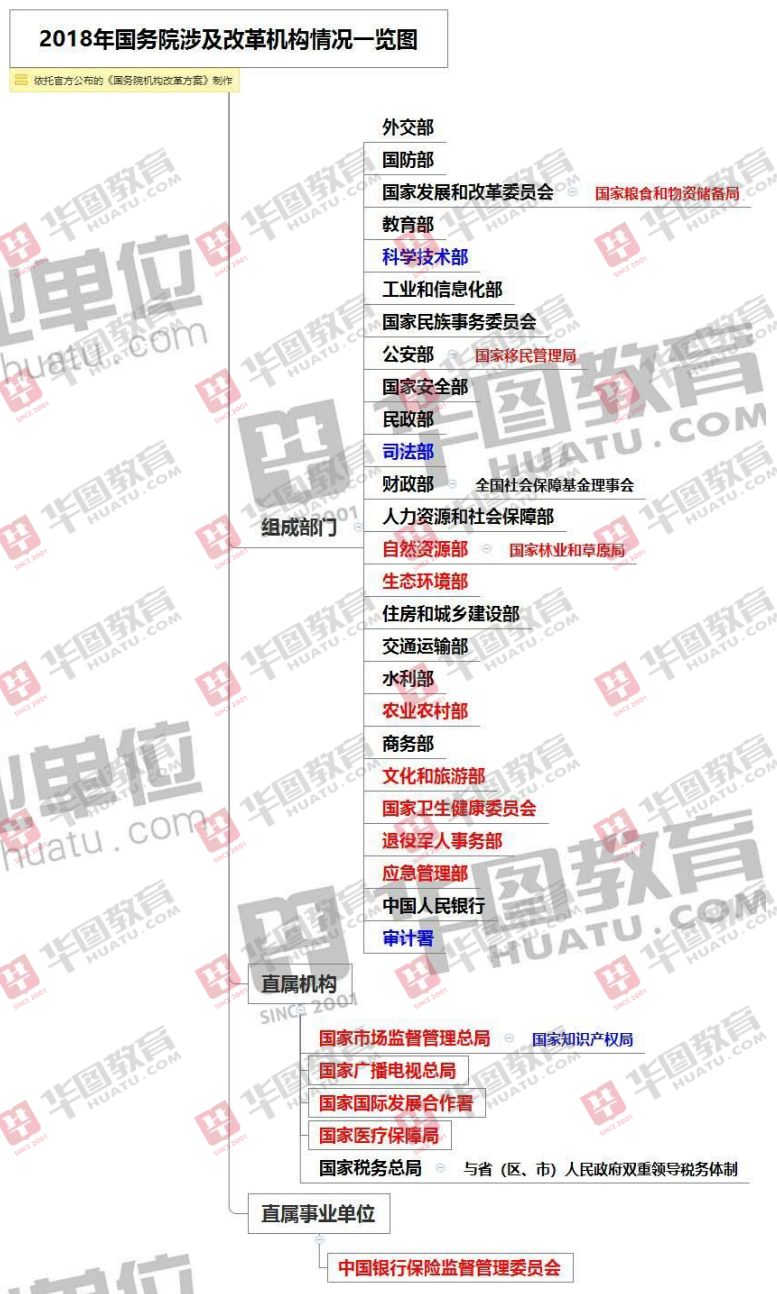 2018年国务院涉及改革机构情况一览图
依托官方公布的《国务院机构改革方案》制作
组成部门
外交部
国防部
国家发展和改革委员会 国家粮食和物资储备局
教育部
科学技术部
工业和信息化部
国家民族事务委员会
公安部 国家移民管理局
国家安全部
民政部
司法部
财政部 全国社会保障基金理事会
人力资源和社会保障部
自然资源部 国家林业和草原局
生态环境部
住房和城乡建设部
交通运输部
水利部
农业农村部
商务部
文化和旅游部
国家卫生健康委员会
退役军人事务部
应急管理部
中国人民银行
审计署
直属机构
国家市场监督管理总局 国家知识产权局
国家广播电视总局
国家国际发展合作署
国家医疗保障局
国家税务总局 与省（区、市）人民政府双重领导税务体制
直属事业单位
中国银行保险监督管理委员会
华图教育
HUATU.COM
SINCE 2001
业单位
huatu.com